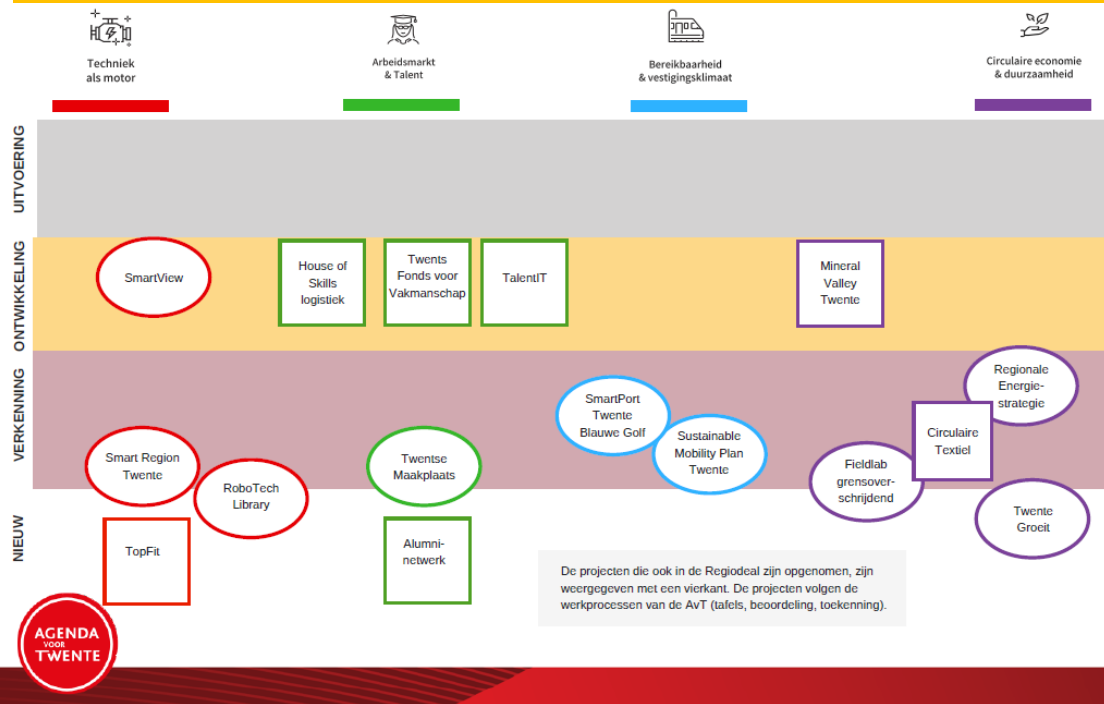 Techniek
als motor
Arbeidsmarkt
& Talent
Bereikbaarheid
& vestigingsklimaat
Circulaire economie
& duurzaamheid
UITVOERING
ONTWIKKELING
SmartView
House of
Skills
logistiek
Twents
Fonds voor
Vakmanschap
TalentIT
Mineral
Valley
Twente
VERKENNING
Smart Region
Twente
RoboTech
Library
Twentse
Maakplaats
SmartPort
Twente
Blauwe Golf
Sustainable
Mobility Plan
Twente
Fieldlab
grensover-
schrijdend
Circulaire
Textiel
Regionale
Energie-
strategie
Twente
Groeit
NIEUW
TopFit
Alumni-
netwerk
De projecten die ook in de Regiodeal zijn opgenomen, zijn
weergegeven met een vierkant. De projecten volgen de
werkprocessen van de AvT (tafels, beoordeling, toekenning).
AGENDA
VOOR
TWENTE